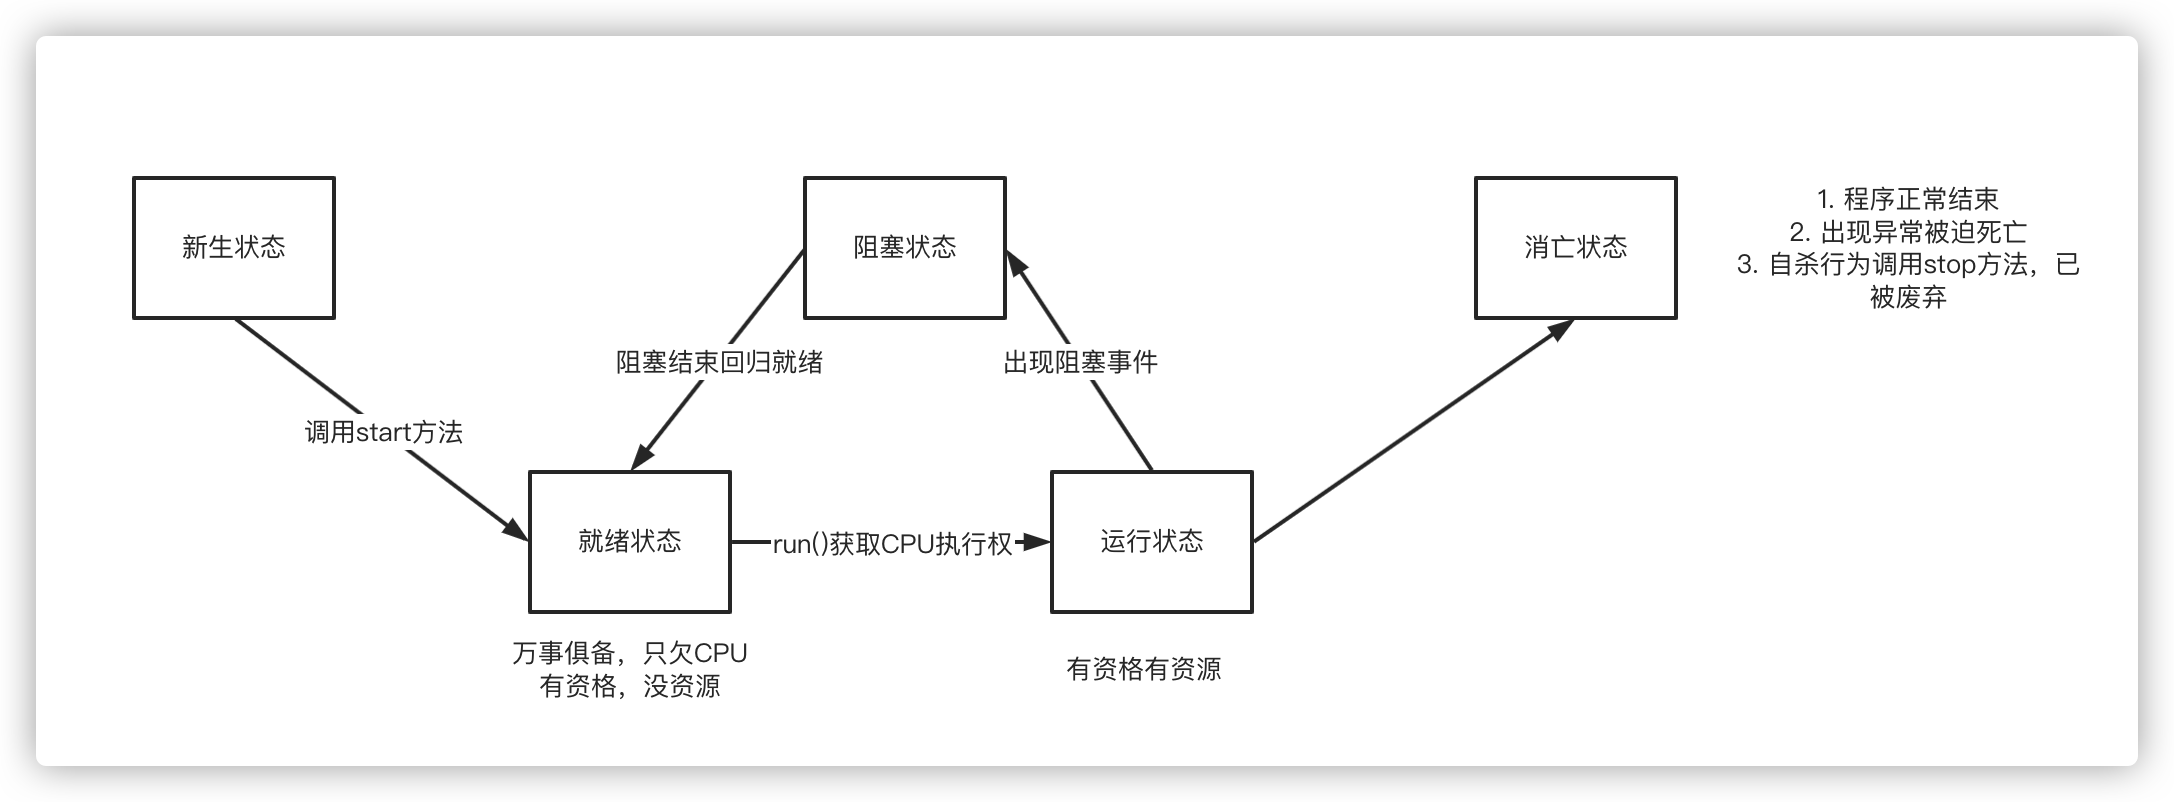 新生状态
阻塞状态
消亡状态
1. 程序正常结束
2. 出现异常被迫死亡
3. 自杀行为调用stop方法，已
被废弃
阻塞结束回归就绪
出现阻塞事件
调用start方法
就绪状态
run()获取CPU执行权
运行状态
万事俱备，只欠CPU
有资格，没资源
有资格有资源